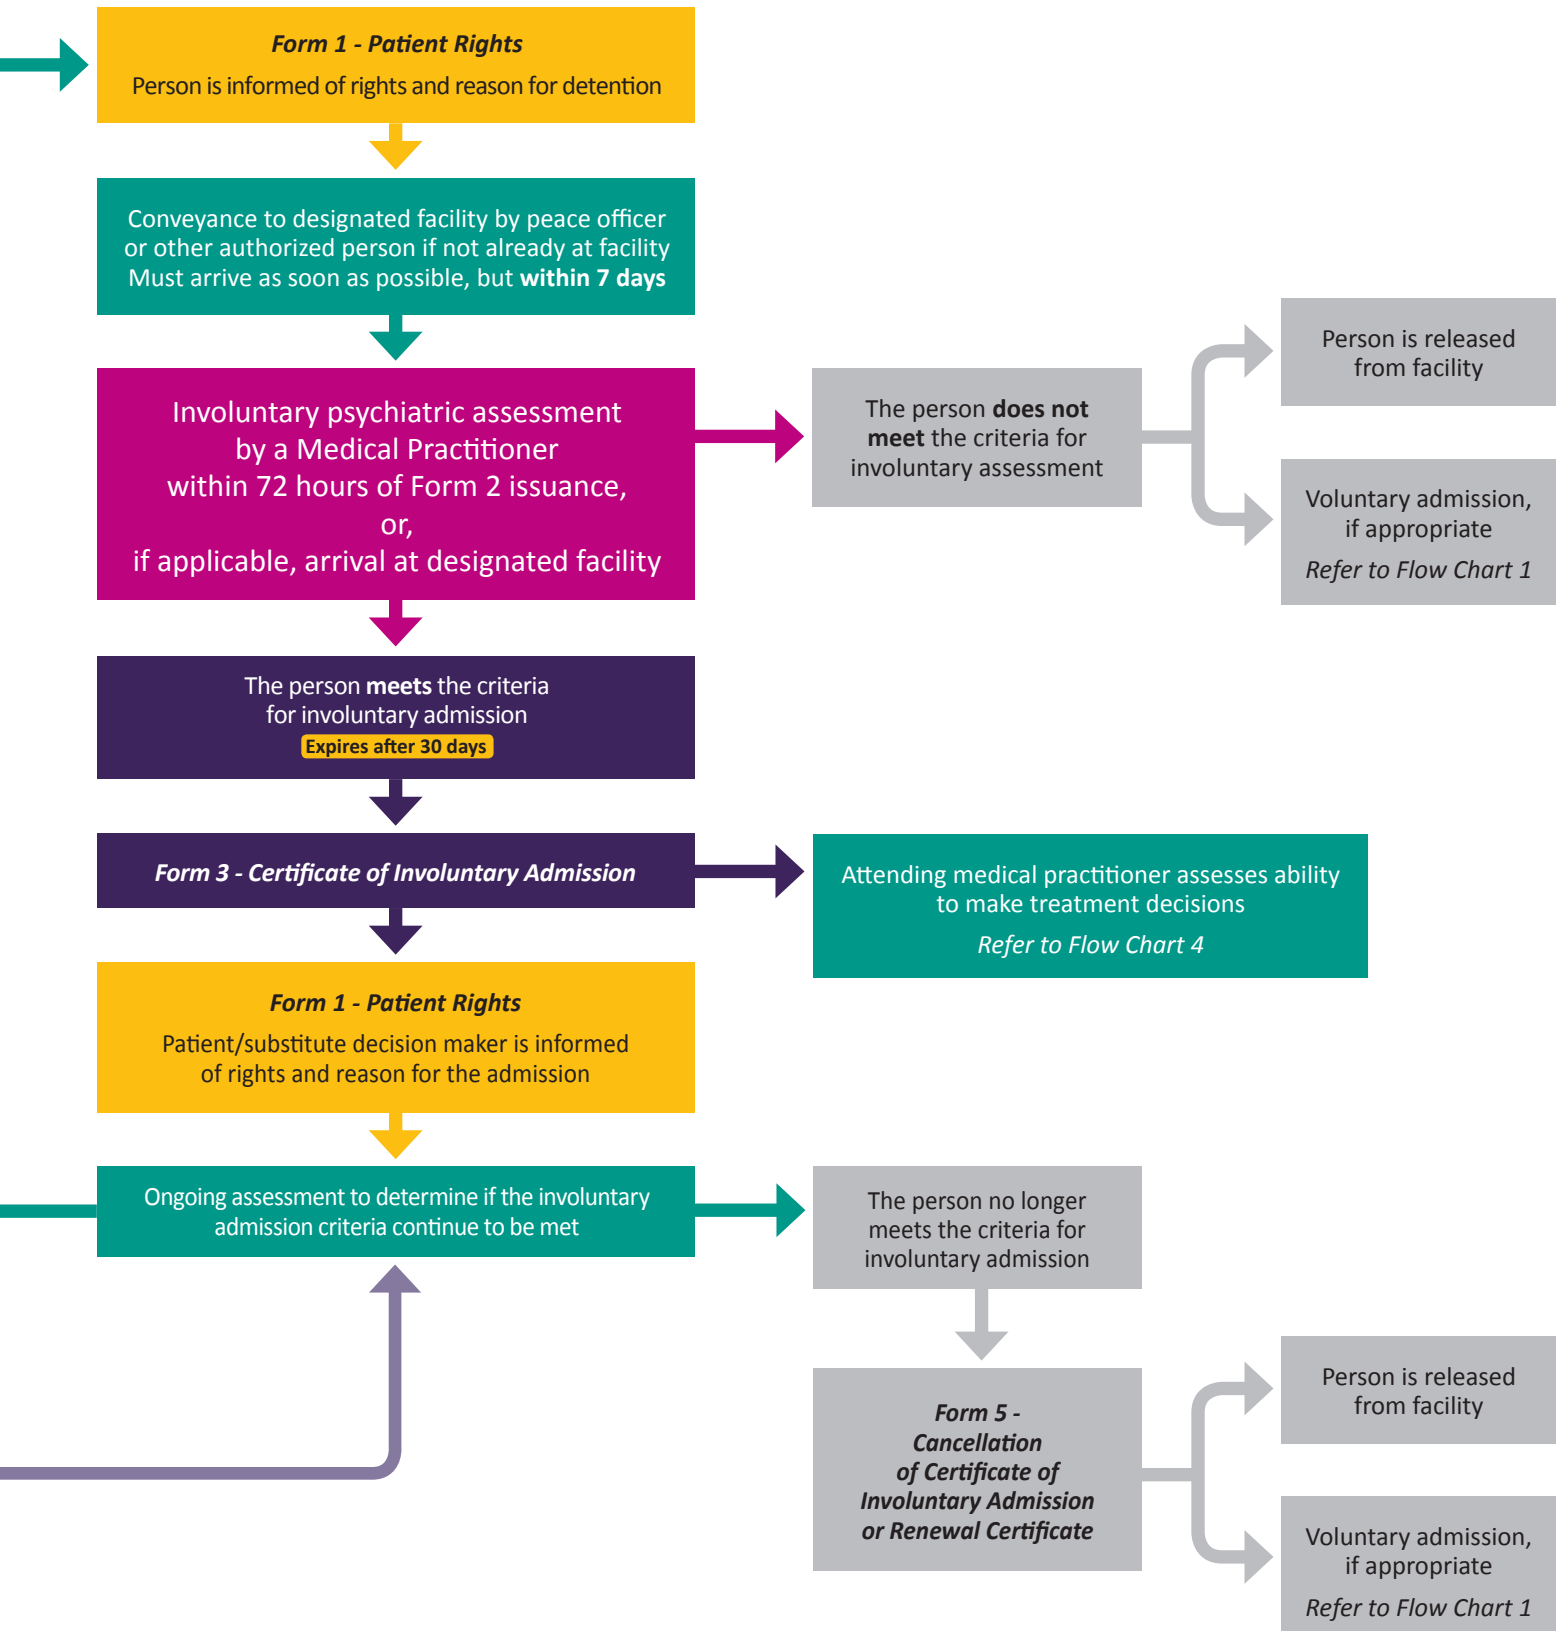 Form 1 - Patient Rights
Person is informed of rights and reason for detention
Conveyance to designated facility by peace officer
or other authorized person if not already at facility
Must arrive as soon as possible, but within 7 days
Involuntary psychiatric assessment
by a Medical Practitioner
within 72 hours of Form 2 issuance,
or,
if applicable, arrival at designated facility
The person does not
meet the criteria for
involuntary assessment
Person is released
from facility
Voluntary admission,
if appropriate
Refer to Flow Chart 1
The person meets the criteria
for involuntary admission
Expires after 30 days
Form 3 - Certificate of Involuntary Admission
Attending medical practitioner assesses ability
to make treatment decisions
Refer to Flow Chart 4
Form 1 - Patient Rights
Patient/substitute decision maker is informed
of rights and reason for the admission
Ongoing assessment to determine if the involuntary
admission criteria continue to be met
The person no longer
meets the criteria for
involuntary admission
Form 5 -
Cancellation
of Certificate of
Involuntary Admission
or Renewal Certificate
Person is released
from facility
Voluntary admission,
if appropriate
Refer to Flow Chart 1